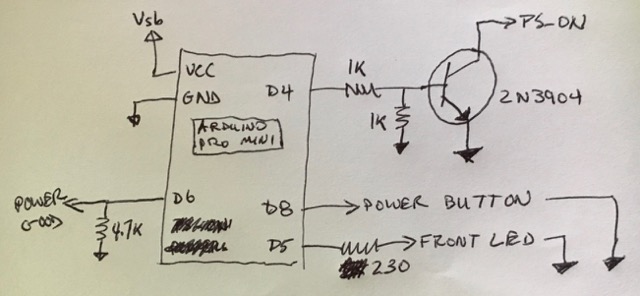 Vsb
PS_ON
VCC
1K
GND
D4
2N3904
1K
ARDUINO
PRO MINI
POWER
GOOD
D6
4.7K
D8
POWER BUTTON
D5
FRONT LED
230